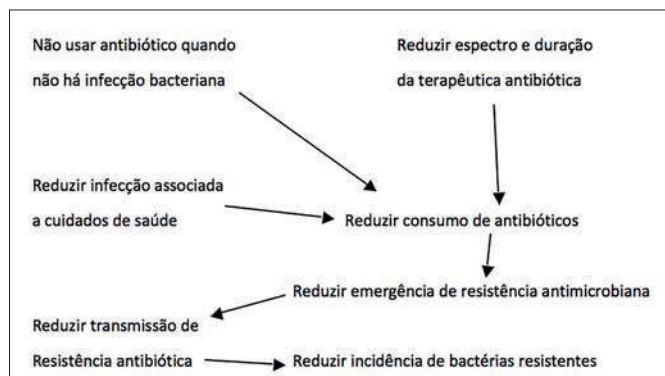 Não usar antibiótico quando
não há infecção bacteriana
Reduzir espectro e duração
da terapêutica antibiótica
Reduzir infecção associada
a cuidados de saúde
Reduzir consumo de antibióticos
Reduzir emergência de resistência antimicrobiana
Reduzir transmissão de
Resistência antibiótica
Reduzir incidência de bactérias resistentes